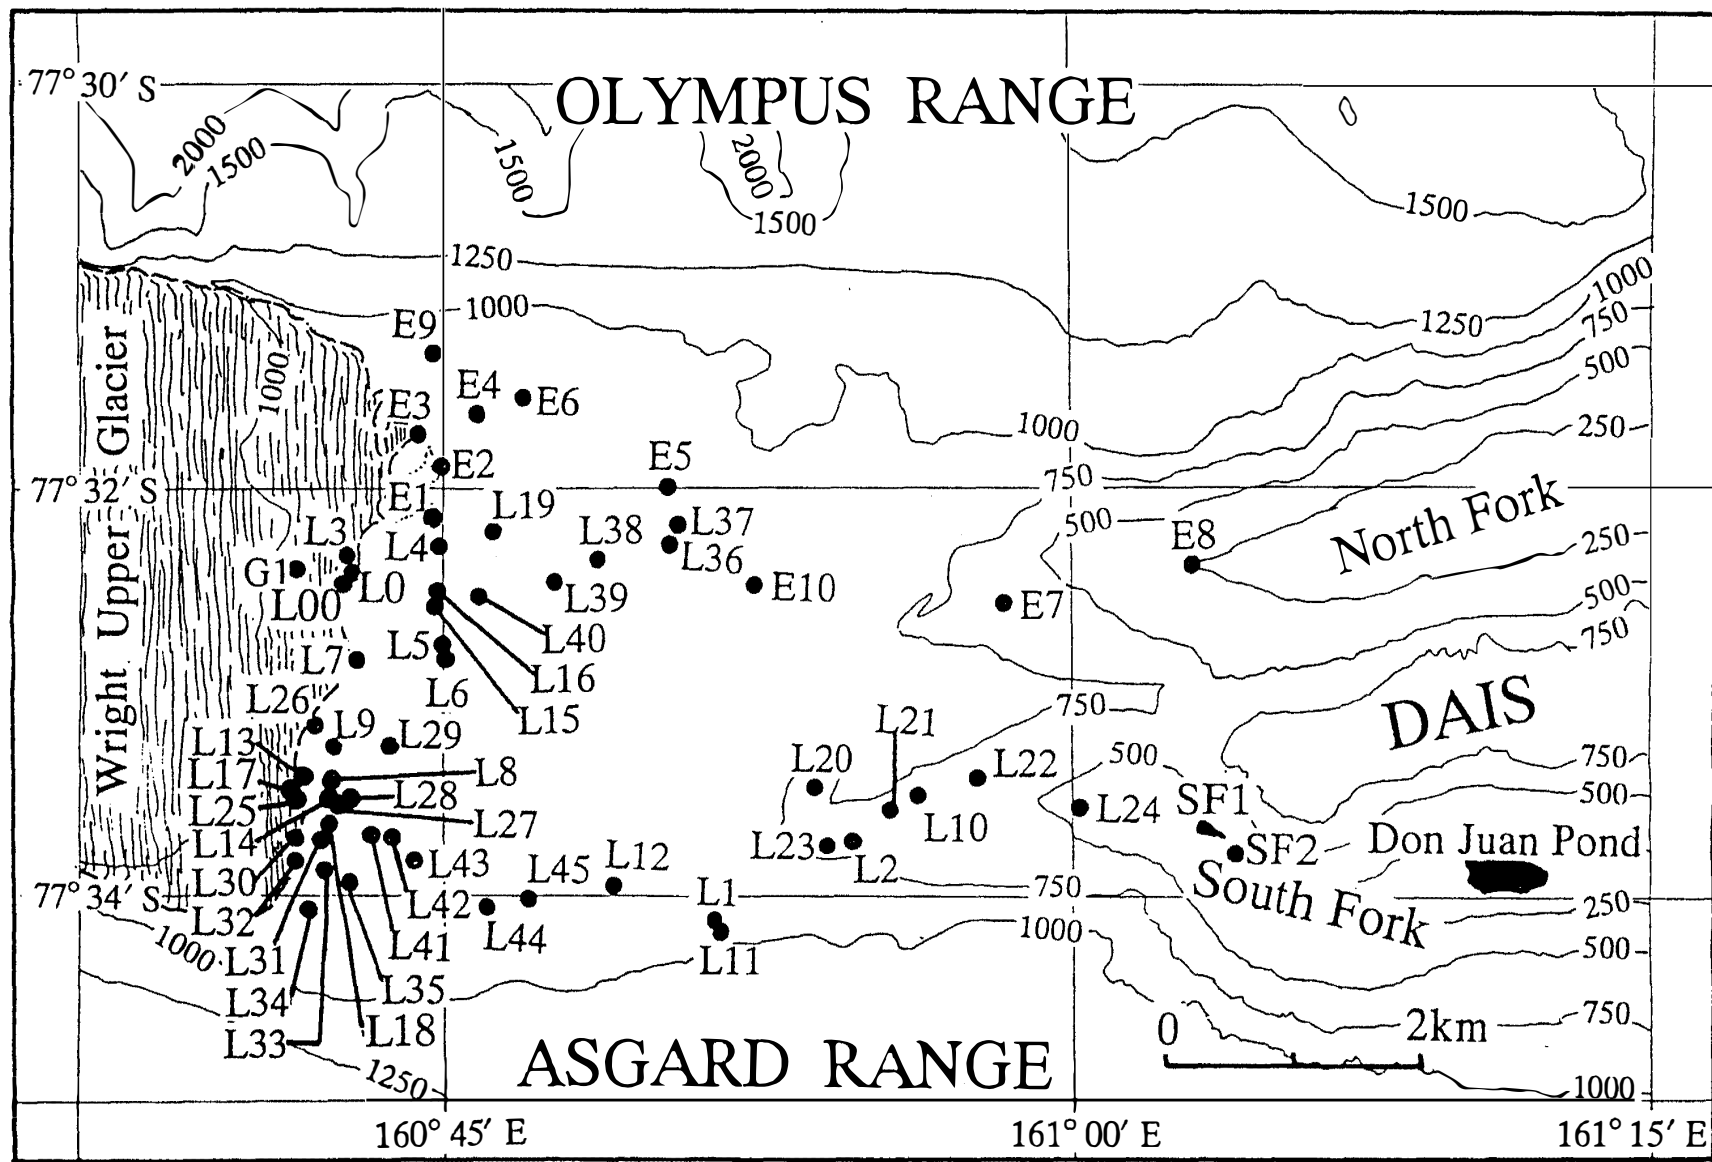 77° 30′ S
OLYMPUS RANGE
2000
1500
1500
2000
1500
1500
1250
1000
1250
1000
750
500
250
E9
1000
E3
E4
E6
E2
E5
1000
750
77° 32′ S
E1
L19
L37
L38
L36
500
E8
North Fork
250
L3
L4
G1
L0
L00
L39
E10
E7
500
750
L40
L5
L7
L16
L6
L15
Wright Upper Glacier
L26
L9
L29
L13
L17
L25
L8
L28
L27
L14
L21
750
DAIS
L20
L22
500
750
500
L10
L24
SF1
SF2
Don Juan Pond
L23
L2
L30
L32
L43
L42
L45
L12
750
South Fork
250
500
77° 34′ S
1000
L31
L41
L44
L1
L11
1000
L34
L35
L33
L18
750
0
2km
ASGARD RANGE
1250
1000
160° 45′ E
161° 00′ E
161° 15′ E